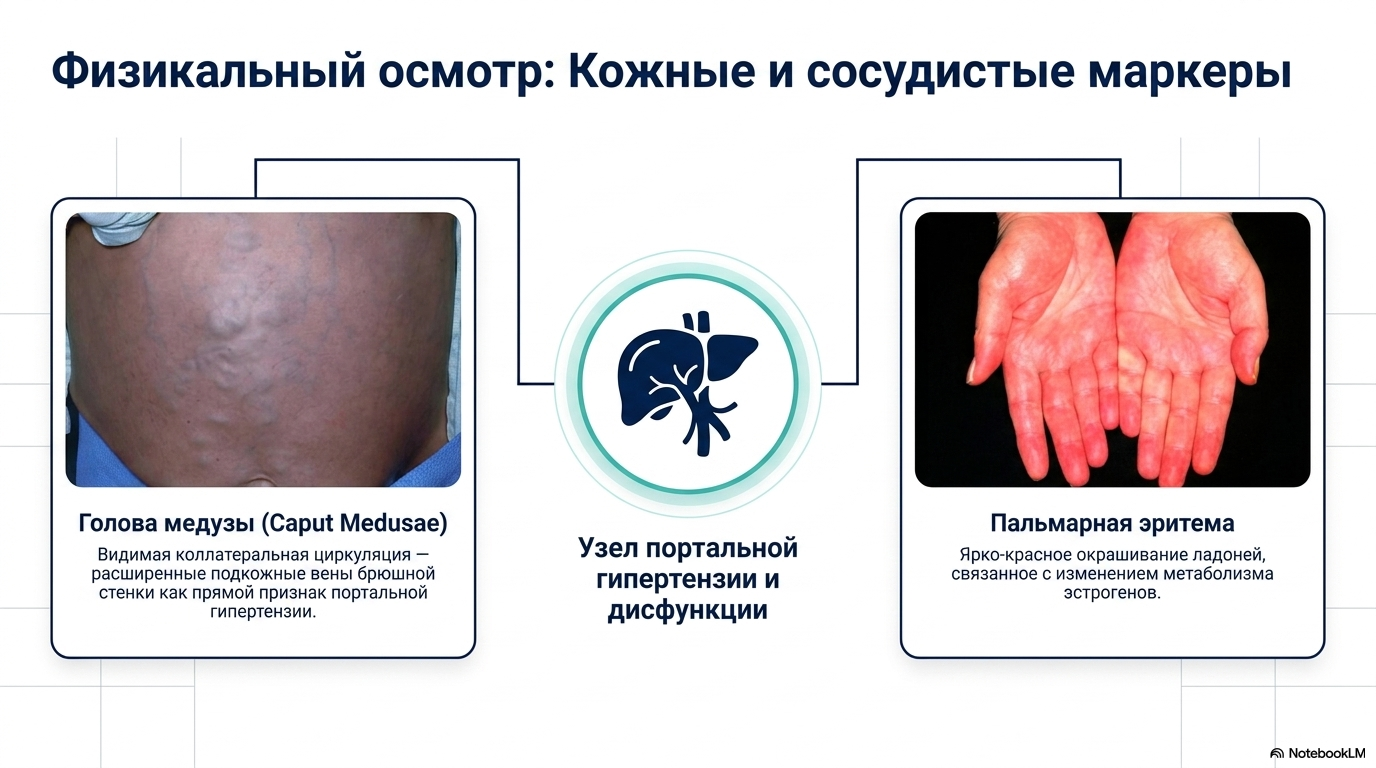 Физикальный осмотр: Кожные и сосудистые маркеры
Голова медузы (Caput Medusae)
Видимая коллатеральная циркуляция —
расширенные подкожные вены брюшной
стенки как прямой признак портальной
гипертензии.
Узел портальной
гипертензии и
дисфункции
Пальмарная эритема
Ярко-красное окрашивание ладоней,
связанное с изменением метаболизма
эстрогенов.
NotebookLM